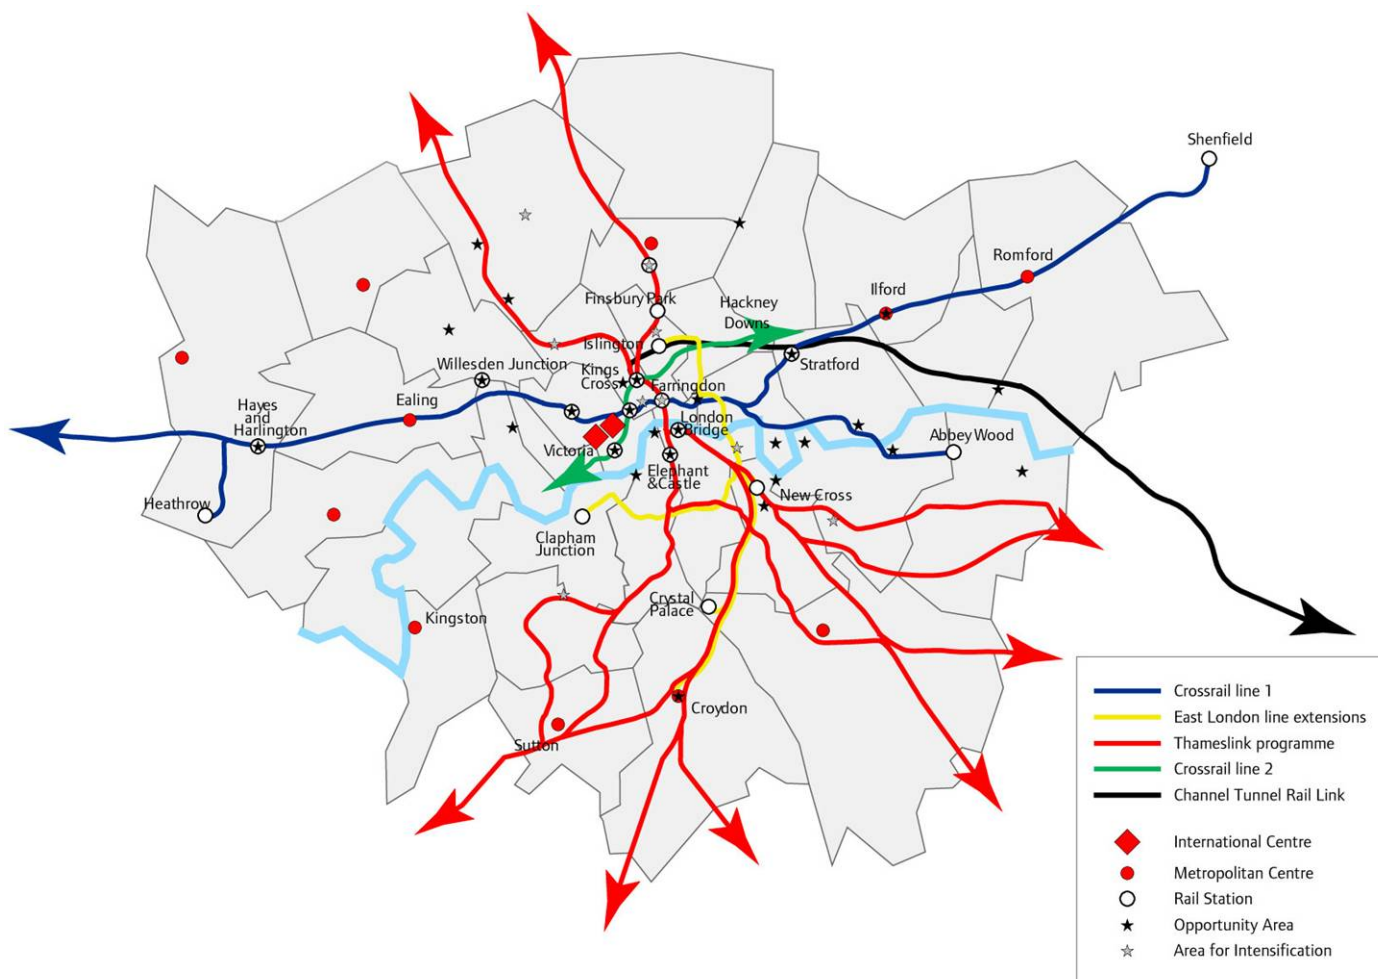 Shenfield
Romford
Ilford
Finsbury Park
Hackney
Downs
Islington
Stratford
Willesden Junction
Kings
Cross
Farringdon
Hayes
and
Harlington
Ealing
London
Bridge
Abbey Wood
Victoria
Elephant
&Castle
Heathrow
New Cross
Clapham
Junction
Crystal
Palace
Kingston
Croydon
Sutton
Crossrail line 1
East London line extensions
Thameslink programme
Crossrail line 2
Channel Tunnel Rail Link
International Centre
Metropolitan Centre
Rail Station
Opportunity Area
Area for Intensification